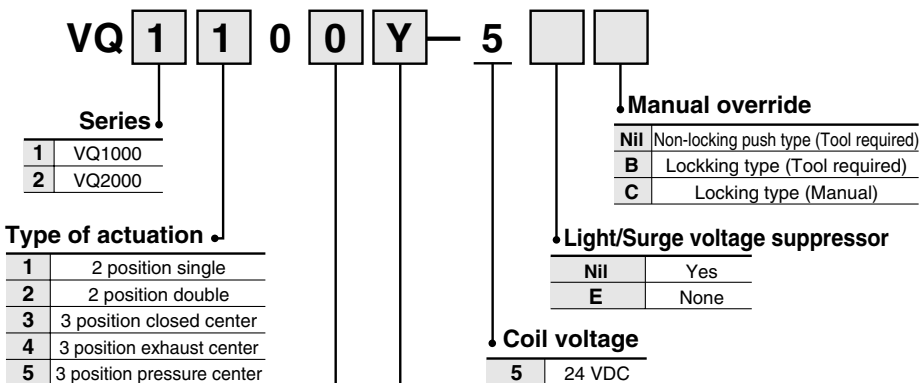 VQ 1 1 0 0 Y — 5
Series
1 VQ1000
2 VQ2000
Type of actuation
1 2 position single
2 2 position double
3 3 position closed center
4 3 position exhaust center
5 3 position pressure center
Manual override
Nil Non-locking push type (Tool required)
B Lockking type (Tool required)
C Locking type (Manual)
Light/Surge voltage suppressor
Nil Yes
E None
Coil voltage
5 24 VDC